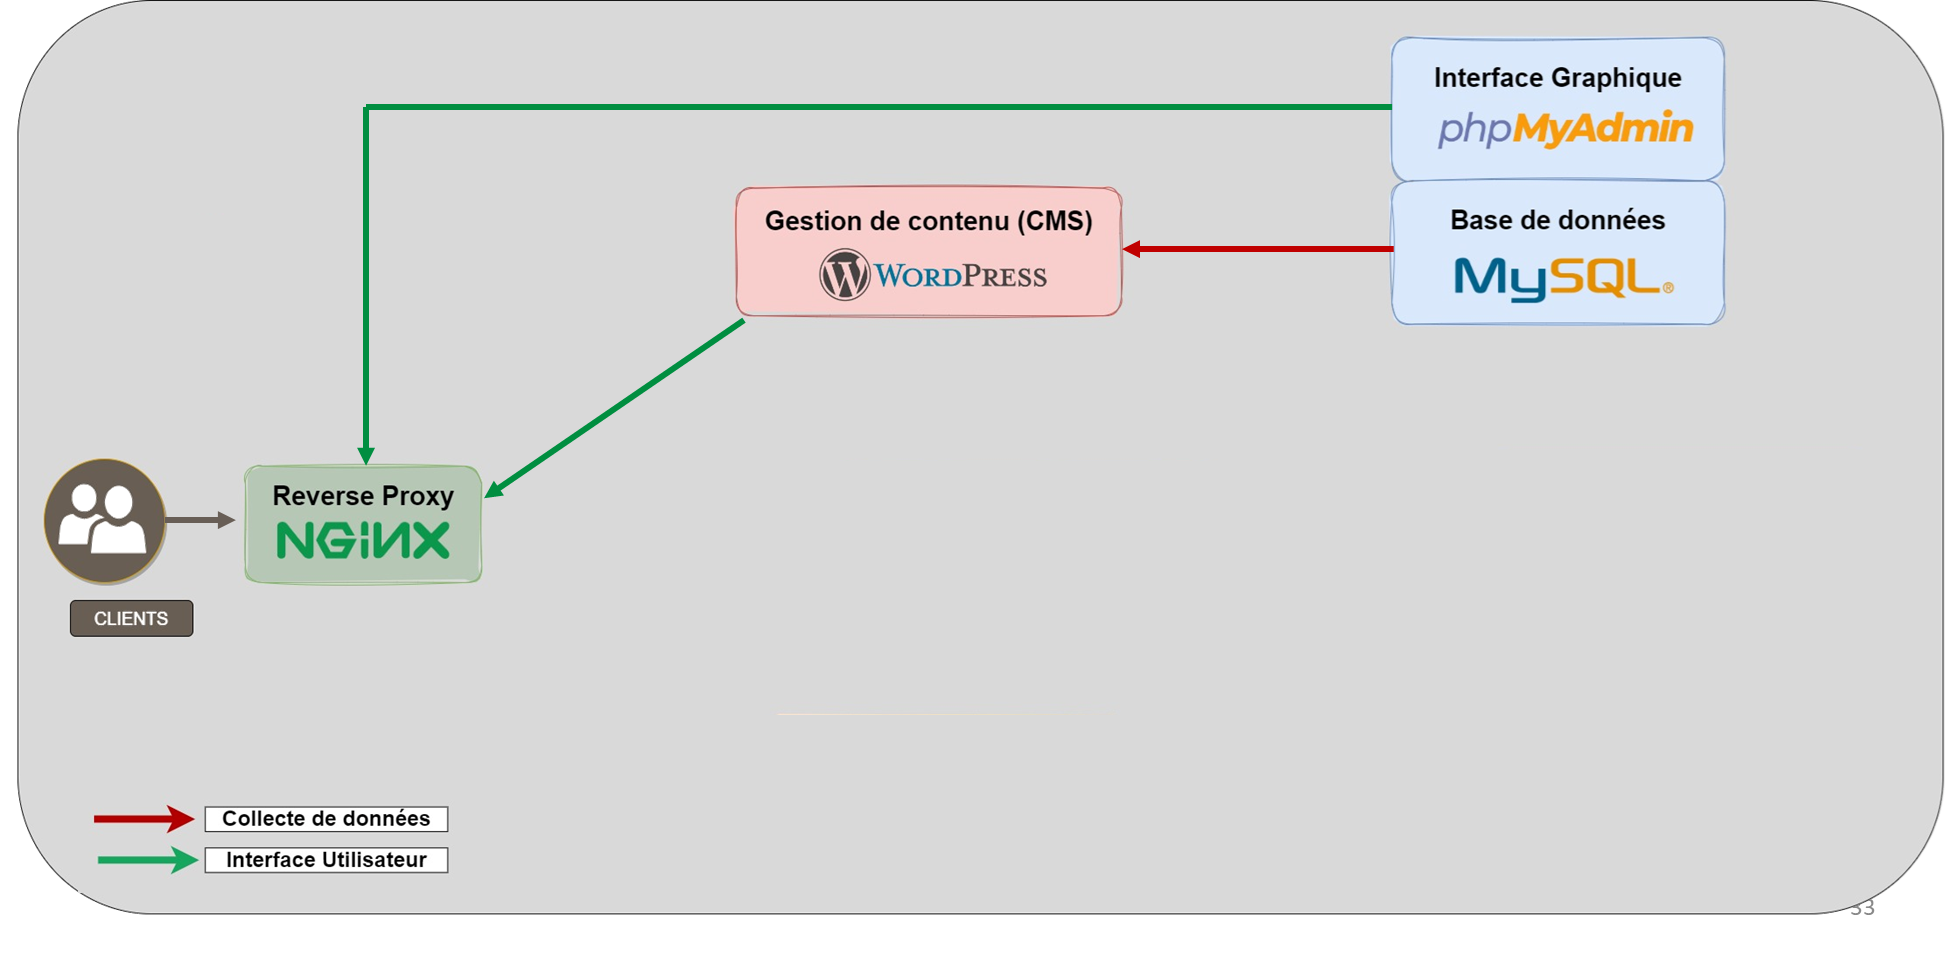 Interface Graphique
phpMyAdmin
Gestion de contenu (CMS)
WORDPRESS
Base de données
MySQL®
Reverse Proxy
NGiNX
CLIENTS
Collecte de données
Interface Utilisateur
33